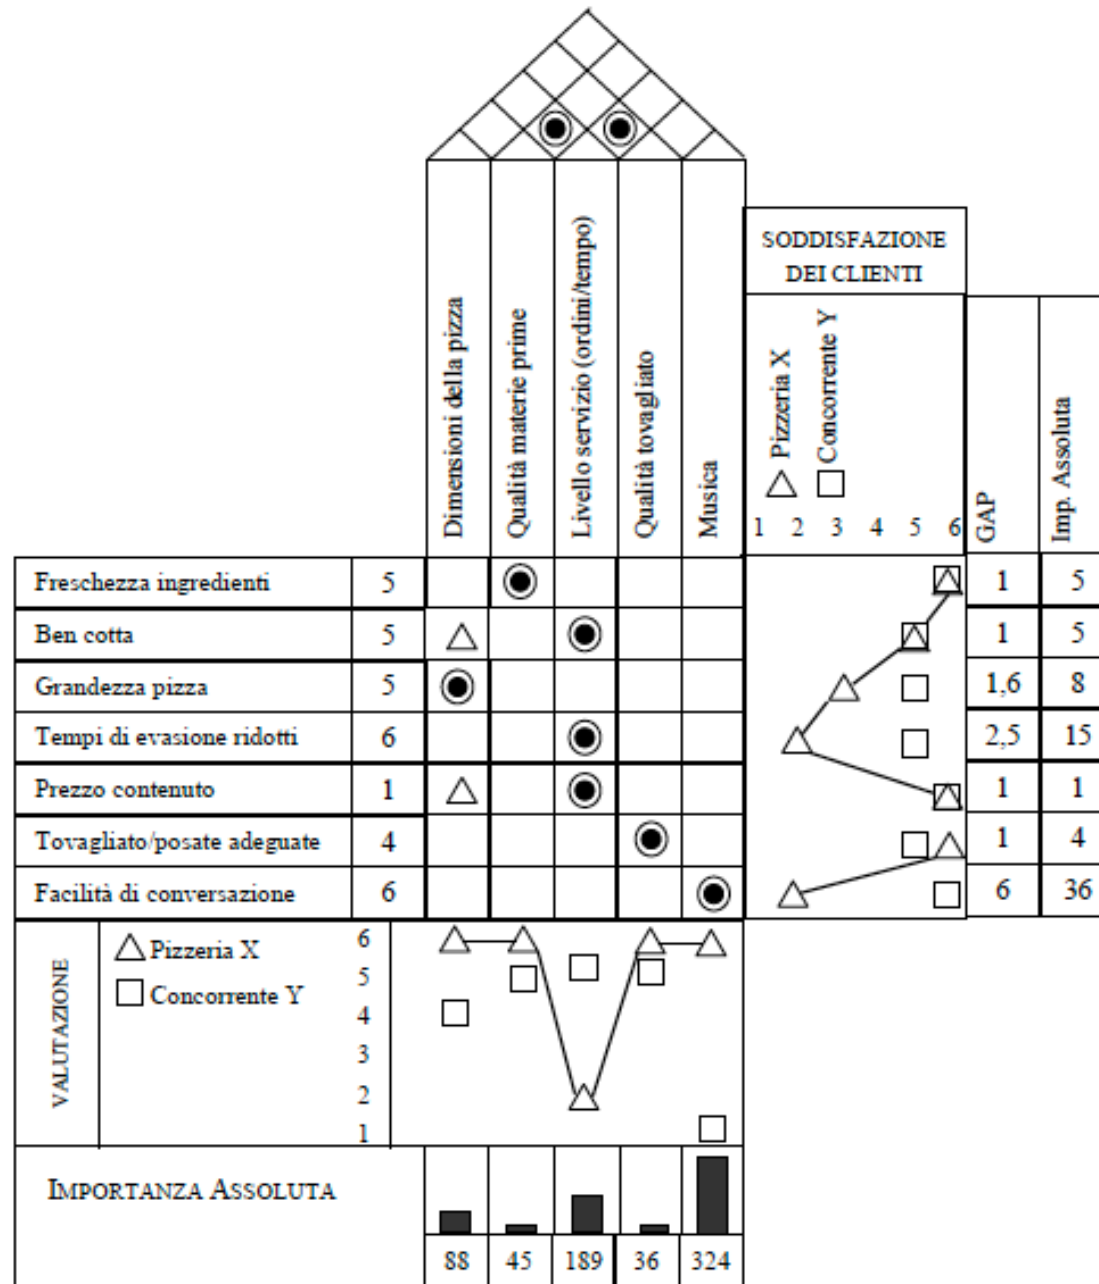 Dimensioni della pizza
Qualità materie prime
Livello servizio (ordini/tempo)
Qualità tovagliato
Musica
SODDISFAZIONE
DEI CLIENTI
Pizzeria X
Concorrente Y
1 2 3 4 5 6
GAP
Imp. Assoluta
Freschezza ingredienti 5 1 5
Ben cotta 5 1 5
Grandezza pizza 5 1,6 8
Tempi di evasione ridotti 6 2,5 15
Prezzo contenuto 1 1 1
Tovagliato/posate adeguate 4 1 4
Facilità di conversazione 6 6 36
VALUTAZIONE
Pizzeria X
Concorrente Y
6
5
4
3
2
1
IMPORTANZA ASSOLUTA
88 45 189 36 324